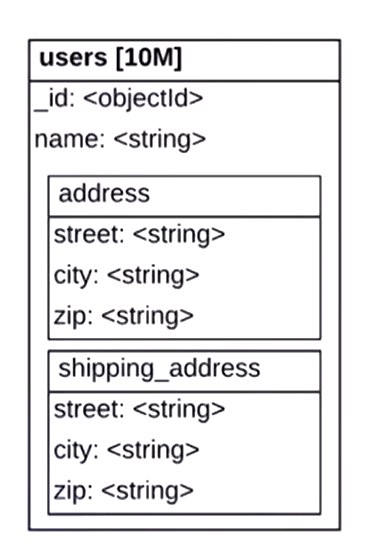 users [10M]
_id: <objectId>
name: <string>
address
street: <string>
city: <string>
zip: <string>
shipping_address
street: <string>
city: <string>
zip: <string>